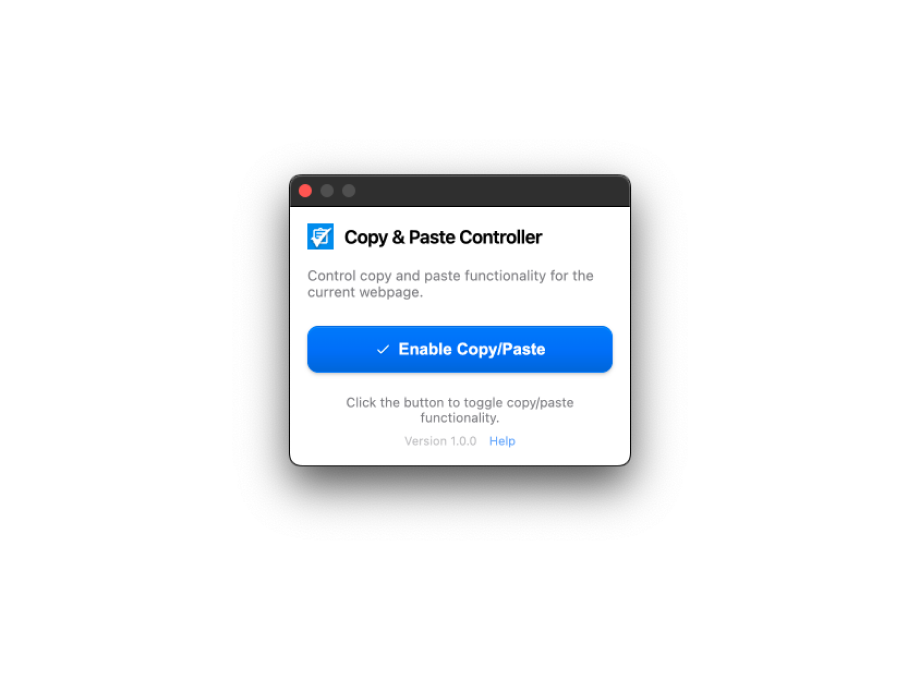 Copy & Paste Controller
Control copy and paste functionality for the
current webpage.
Enable Copy/Paste
Click the button to toggle copy/paste
functionality.
Version 1.0.0 Help